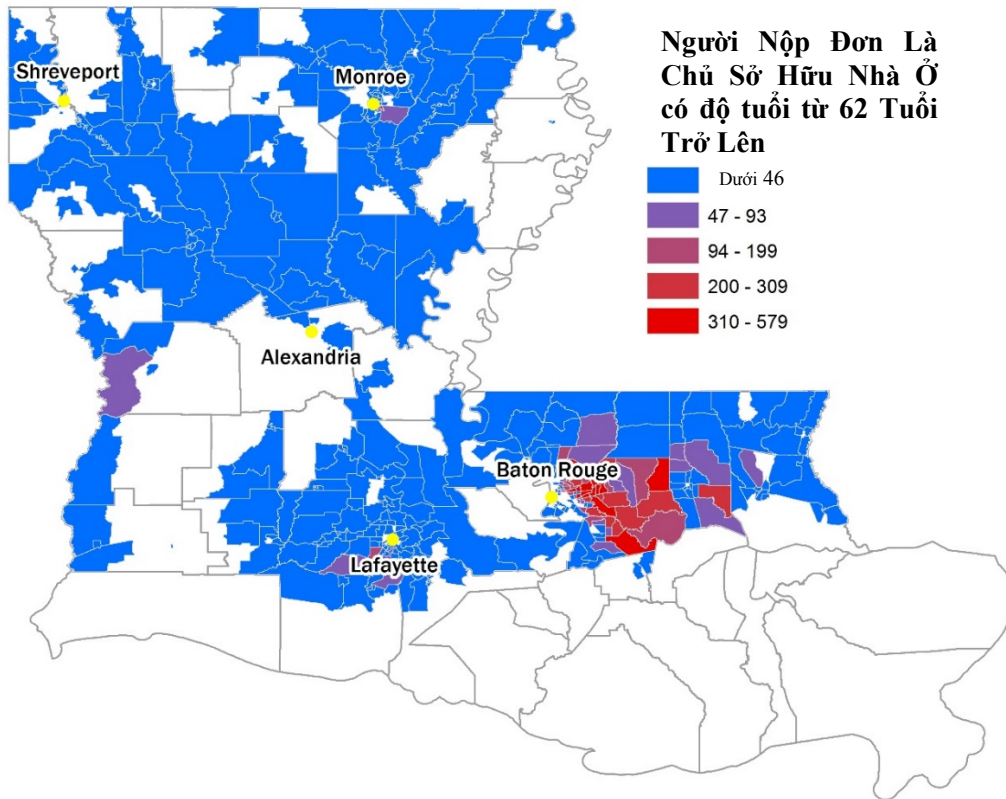 Người Nộp Đơn Là
Chủ Sở Hữu Nhà Ở
có độ tuổi từ 62 Tuổi
Trở Lên
Dưới 46
47 - 93
94 - 199
200 - 309
310 - 579
Shreveport
Monroe
Alexandria
Baton Rouge
Lafayette